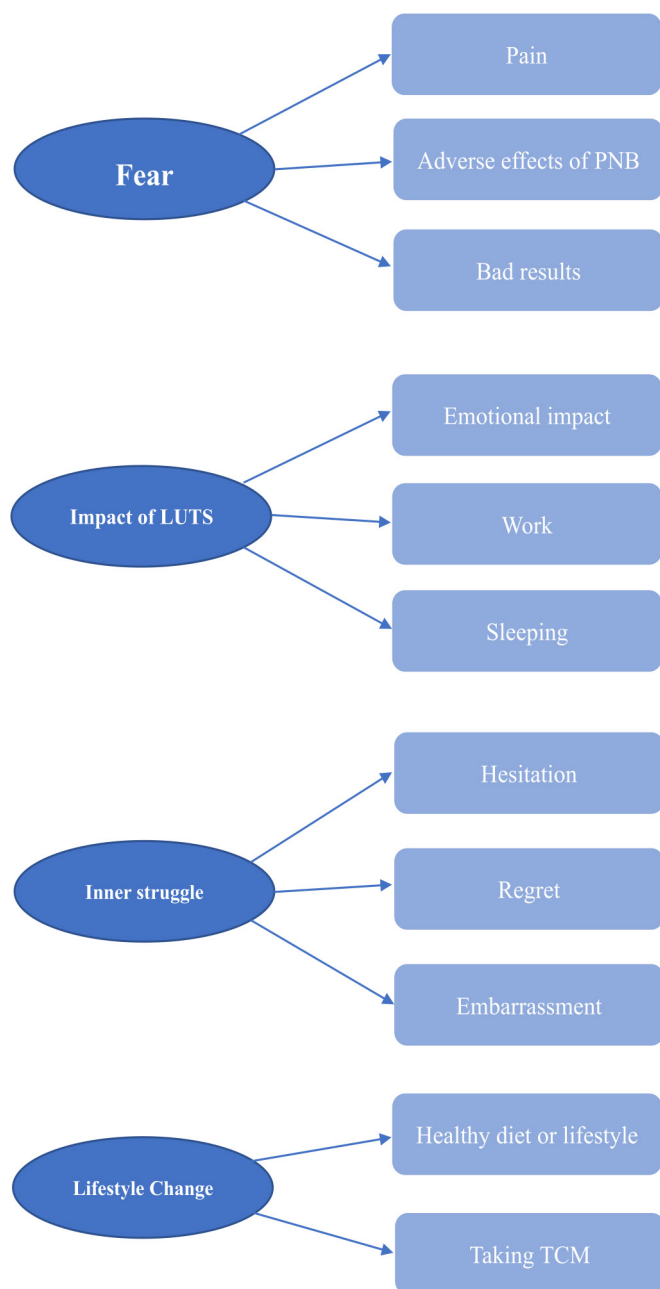 Fear
Pain
Adverse effects of PNB
Bad results
Impact of LUTS
Emotional impact
Work
Sleeping
Inner struggle
Hesitation
Regret
Embarrassment
Lifestyle Change
Healthy diet or lifestyle
Taking TCM